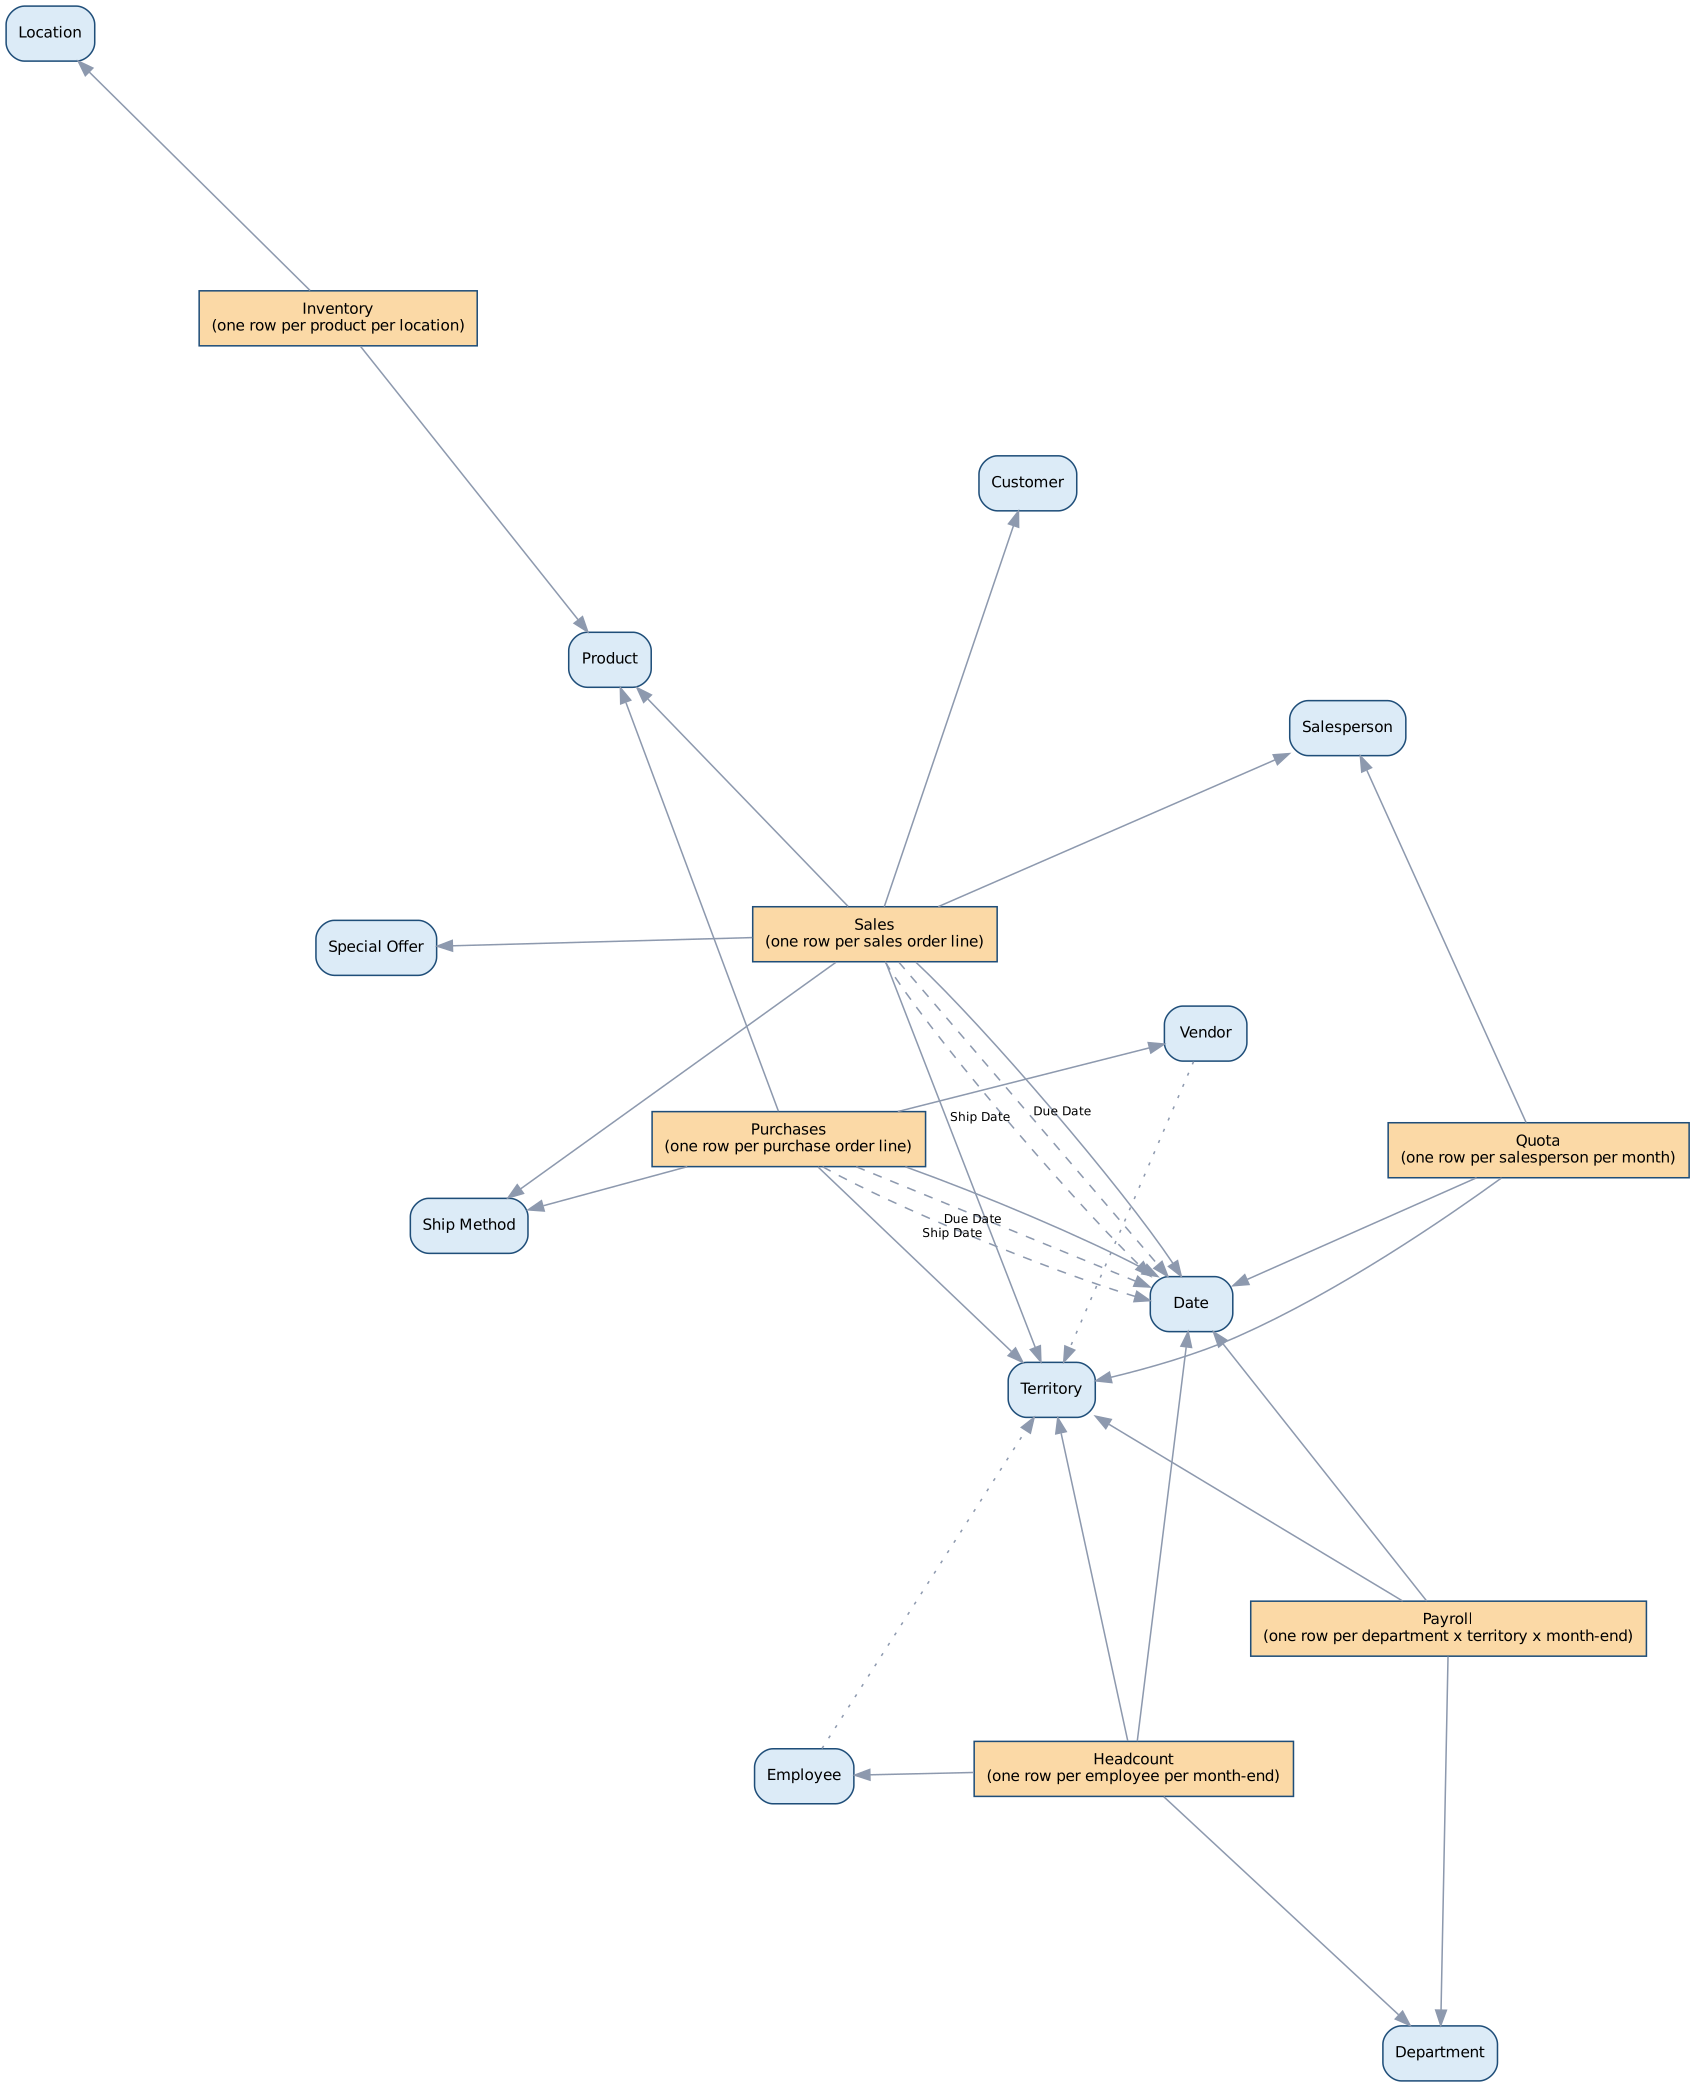 Location
Inventory
(one row per product per location)
Customer
Product
Salesperson
Sales
(one row per sales order line)
Special Offer
Vendor
Ship Date
Due Date
Purchases
(one row per purchase order line)
Quota
(one row per salesperson per month)
Ship Method
Due Date
Ship Date
Date
Territory
Payroll
(one row per department x territory x month-end)
Headcount
(one row per employee per month-end)
Employee
Department